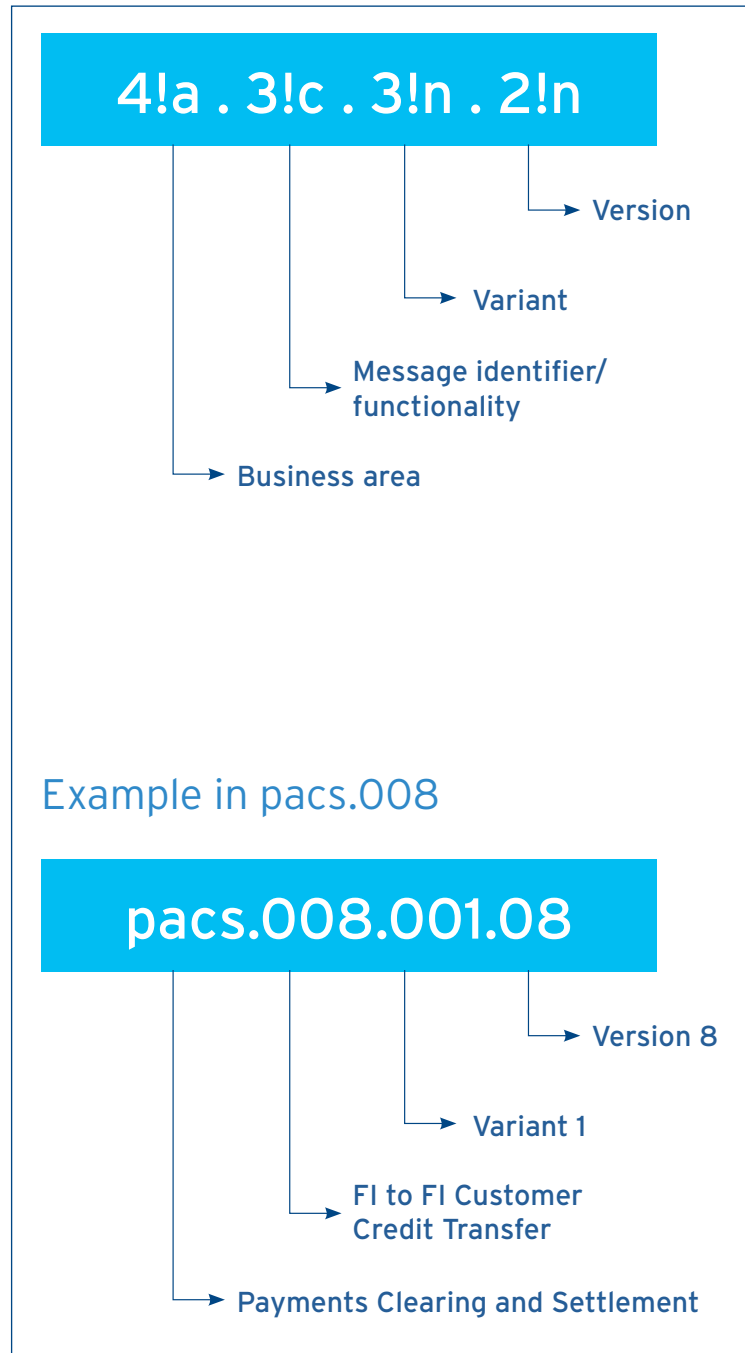 4!a . 3!c . 3!n . 2!n
Version
Variant
Message identifier/
functionality
Business area
Example in pacs.008
pacs.008.001.08
Version 8
Variant 1
FI to FI Customer
Credit Transfer
Payments Clearing and Settlement